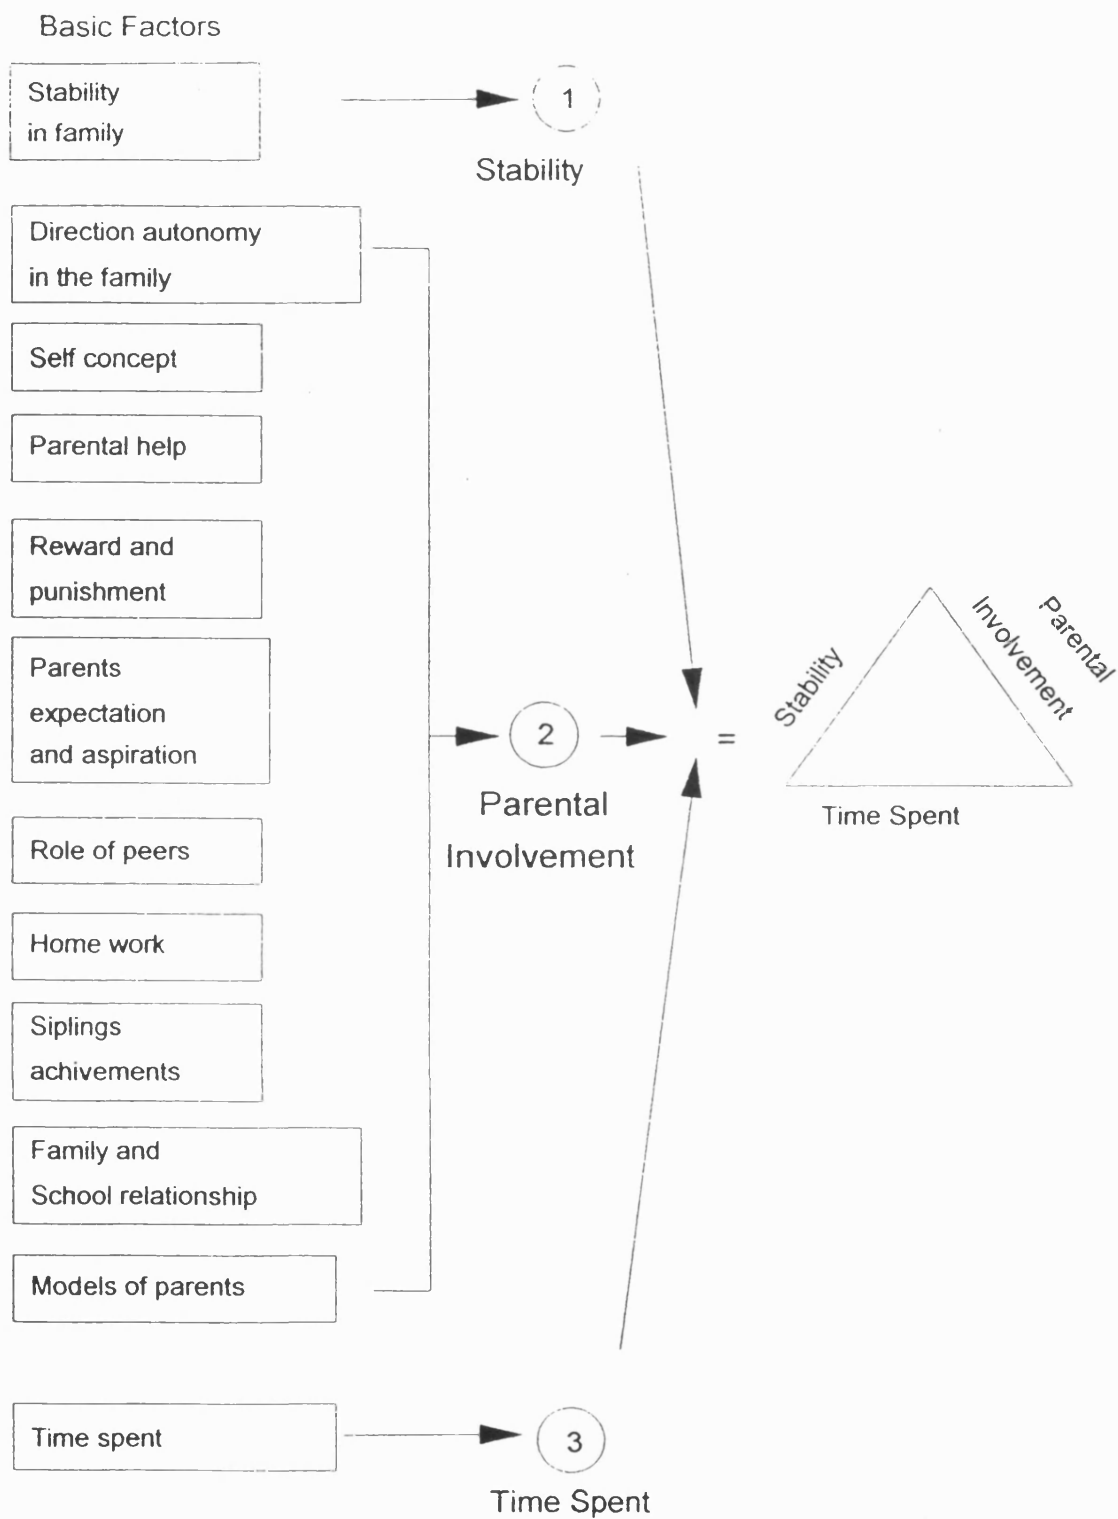 Basic Factors
Stability
in family
1
Stability
Direction autonomy
in the family
Self concept
Parental help
Reward and
punishment
Parents
expectation
and aspiration
Role of peers
Home work
Siplings
achivements
Family and
School relationship
Models of parents
Time spent
2
Parental
Involvement
3
Time Spent
=
Stability
Parental
Involvement
Time Spent